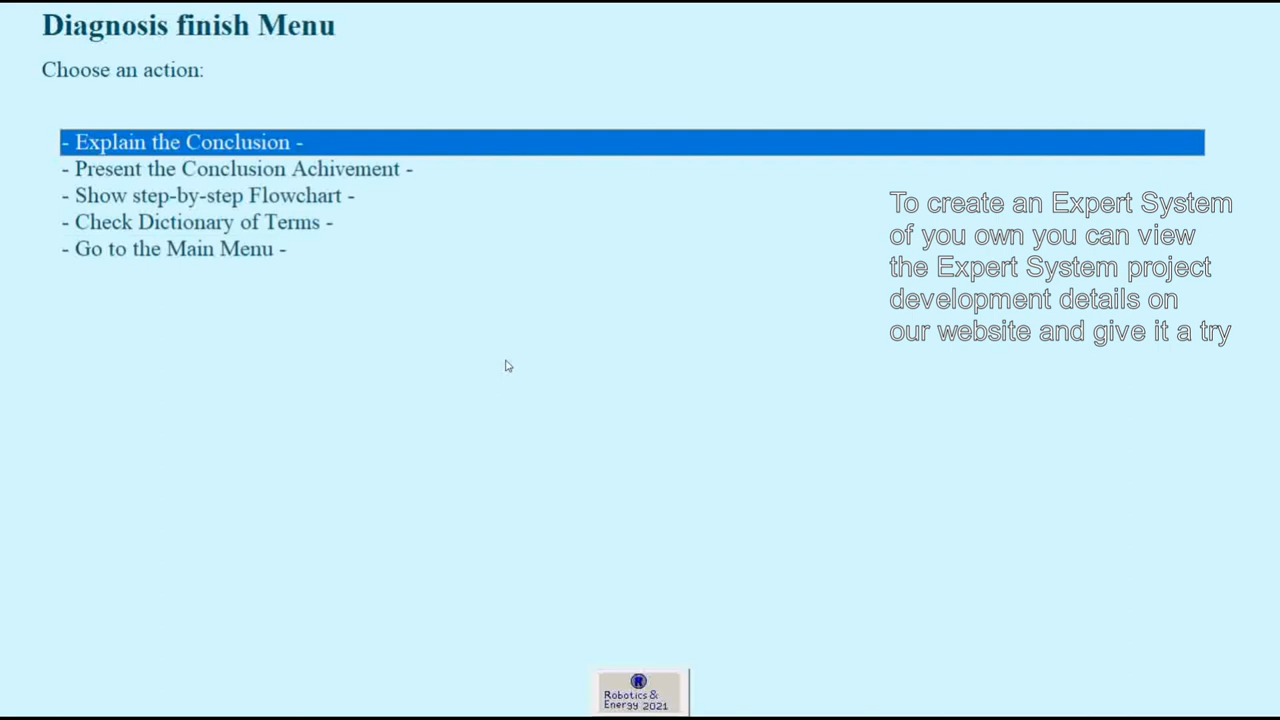 Diagnosis finish Menu
Choose an action:
- Explain the Conclusion -
- Present the Conclusion Achivement -
- Show step-by-step Flowchart -
- Check Dictionary of Terms -
- Go to the Main Menu -
To create an Expert System
of you own you can view
the Expert System project
development details on
our website and give it a try
R
Robotics &
Energy 2021